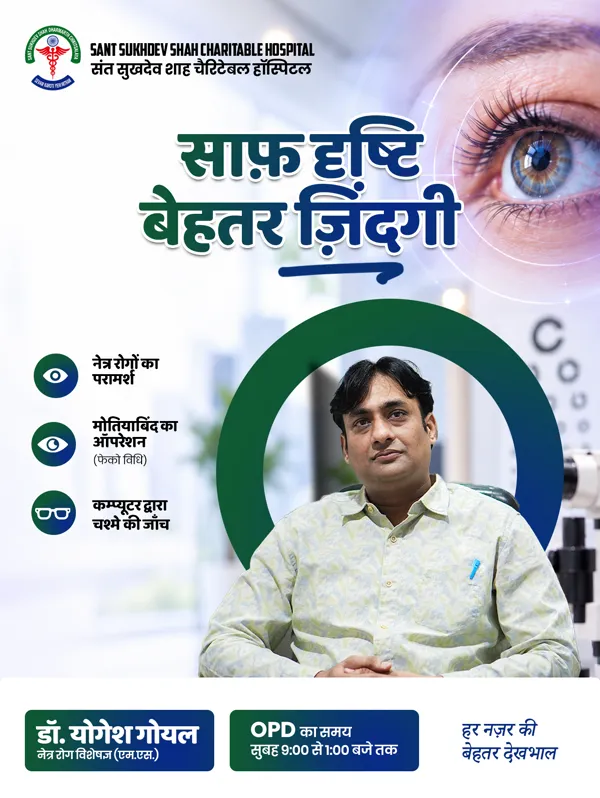 SANT SUKHDEV SHAH CHARITABLE HOSPITAL
संत सुखदेव शाह चैरिटेबल हॉस्पिटल
साफ़ दृष्टि
बेहतर ज़िंदगी
नेत्र रोगों का
परामर्श
मोतियाबिंद का
ऑपरेशन
(फेको विधि)
कम्प्यूटर द्वारा
चश्मे की जाँच
डॉ. योगेश गोयल
नेत्र रोग विशेषज्ञ (एम.एस.)
OPD का समय
सुबह 9:00 से 1:00 बजे तक
हर नज़र की
बेहतर देखभाल